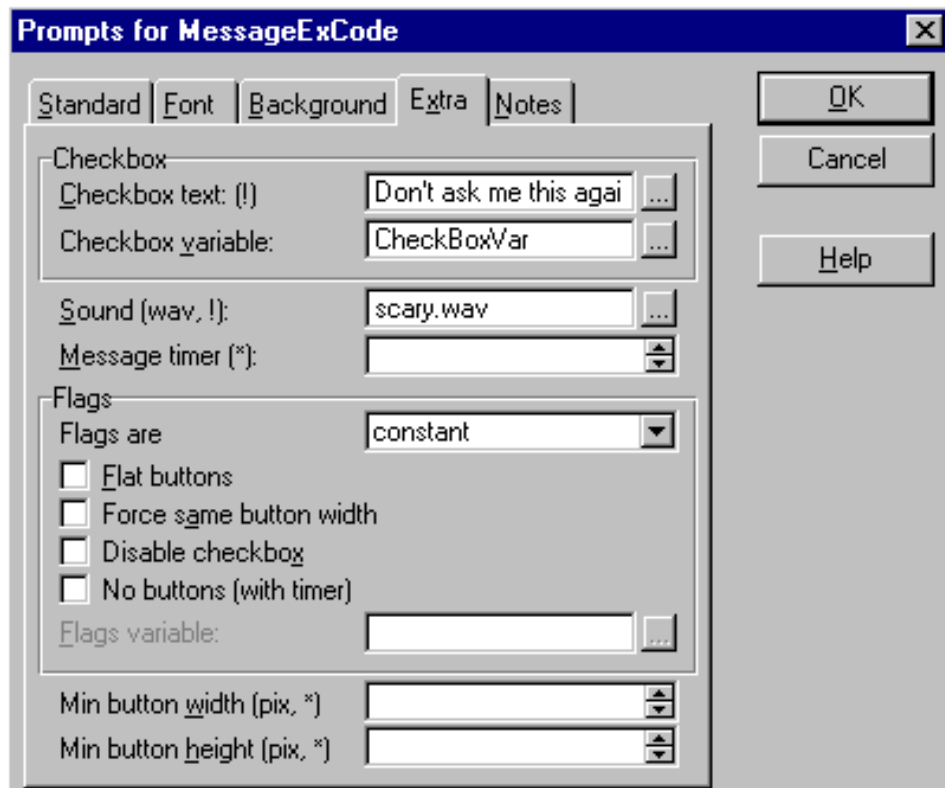 Prompts for MessageExCode
Standard Font Background Extra Notes
OK
Cancel
Help
Checkbox
Checkbox text: (!) Don't ask me this agai ...
Checkbox variable: CheckBoxVar ...
Sound (wav, !): scary.wav ...
Message timer (*):
Flags
Flags are constant
Flat buttons
Force same button width
Disable checkbox
No buttons (with timer)
Flags variable: ...
Min button width (pix, *)
Min button height (pix, *)